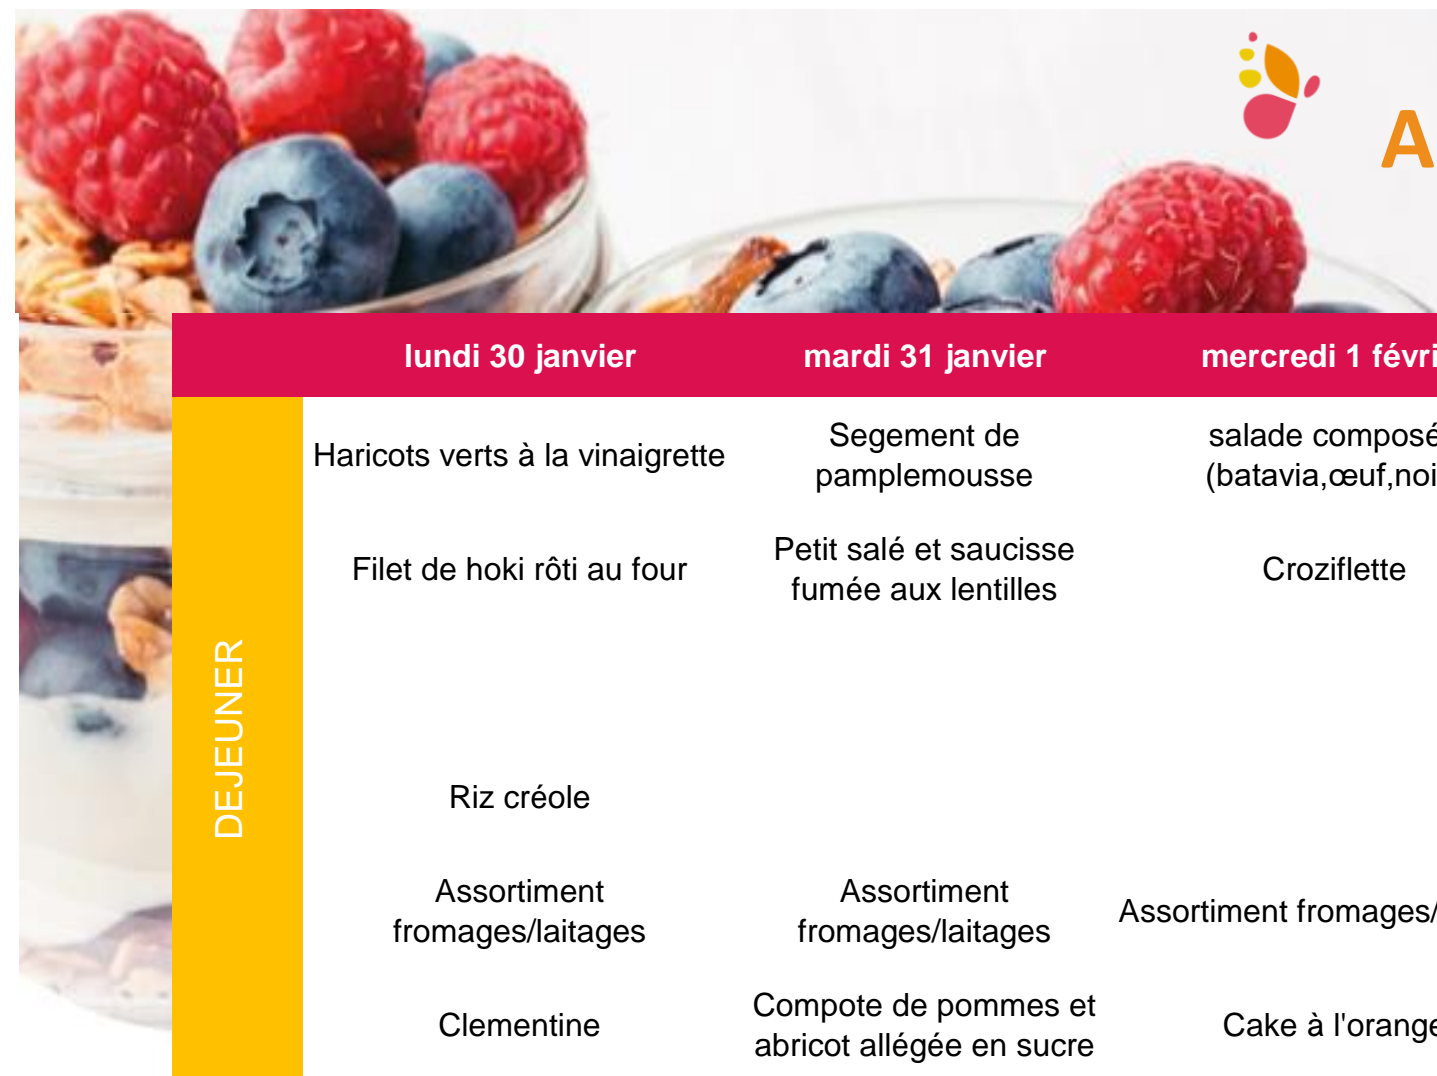 A
lundi 30 janvier
mardi 31 janvier
mercredi 1 févri
DEJEUNER
Haricots verts à la vinaigrette
Segement de
pamplemousse
salade composé
(batavia,œuf,noi
Filet de hoki rôti au four
Petit salé et saucisse
fumée aux lentilles
Croziflette
Riz créole
Assortiment
fromages/laitages
Assortiment
fromages/laitages
Assortiment fromages/
Clementine
Compote de pommes et
abricot allégée en sucre
Cake à l'orange